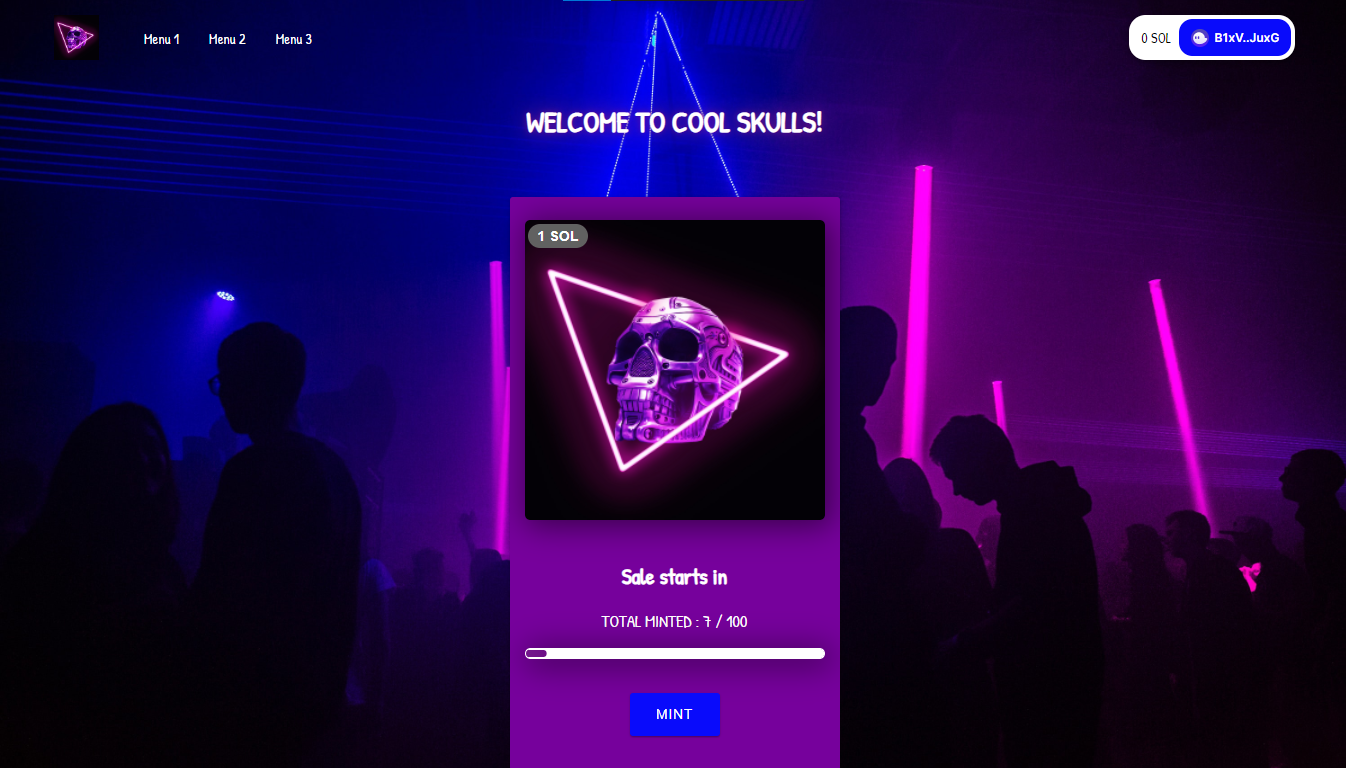 Menu 1 Menu 2 Menu 3
0 SOL B1xV..JuxG
WELCOME TO COOL SKULLS!
1 SOL
Sale starts in
TOTAL MINTED : 7 / 100
MINT